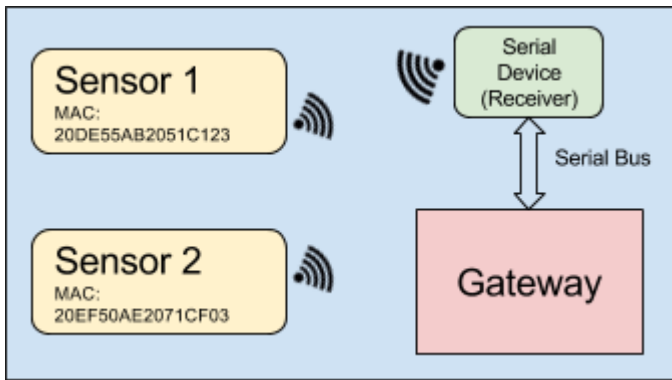 Sensor 1
MAC:
20DE55AB2051C123
Serial
Device
(Receiver)
Serial Bus
Sensor 2
MAC:
20EF50AE2071CF03
Gateway